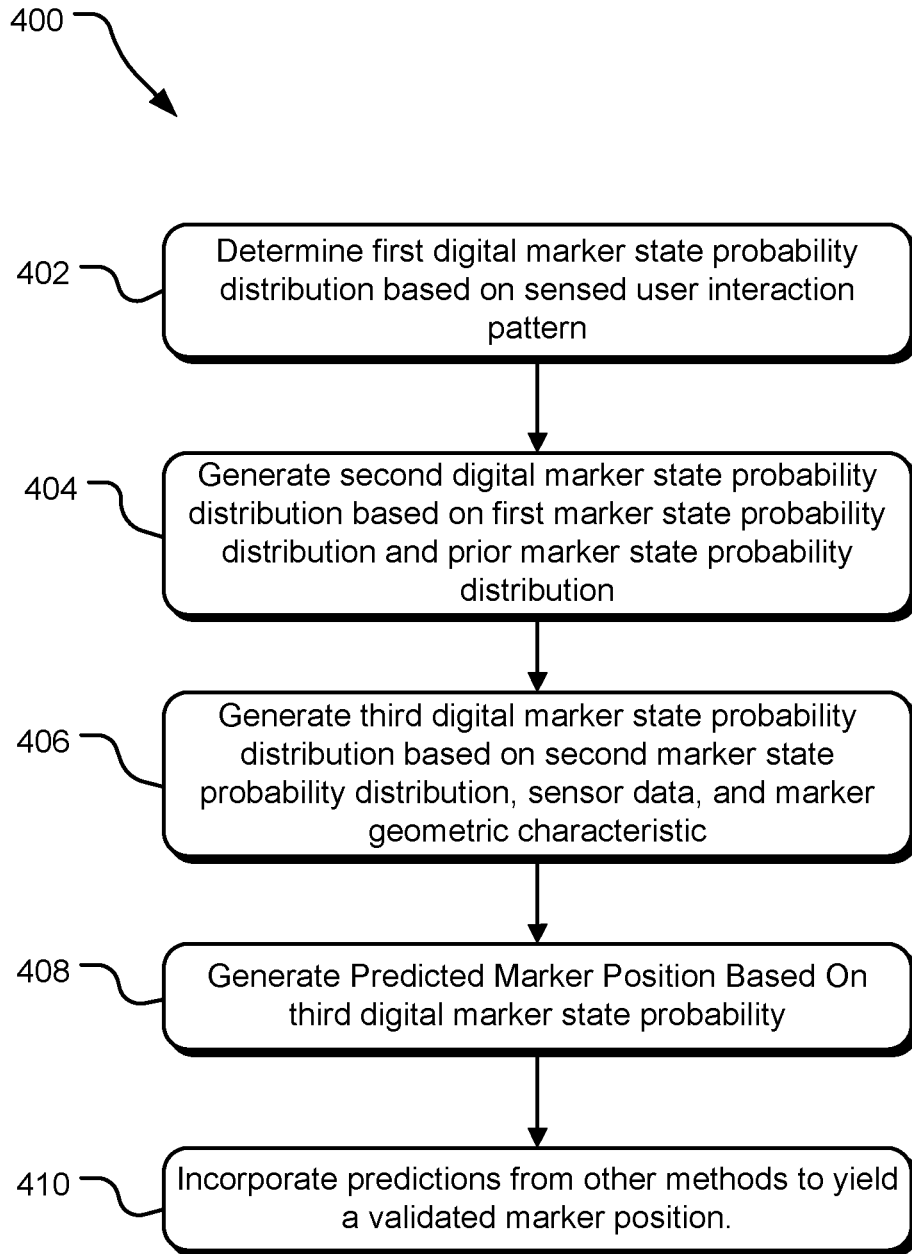 400
402
Determine first digital marker state probability
distribution based on sensed user interaction
pattern
404
Generate second digital marker state probability
distribution based on first marker state probability
distribution and prior marker state probability
distribution
406
Generate third digital marker state probability
distribution based on second marker state
probability distribution, sensor data, and marker
geometric characteristic
408
Generate Predicted Marker Position Based On
third digital marker state probability
410
Incorporate predictions from other methods to yield
a validated marker position.